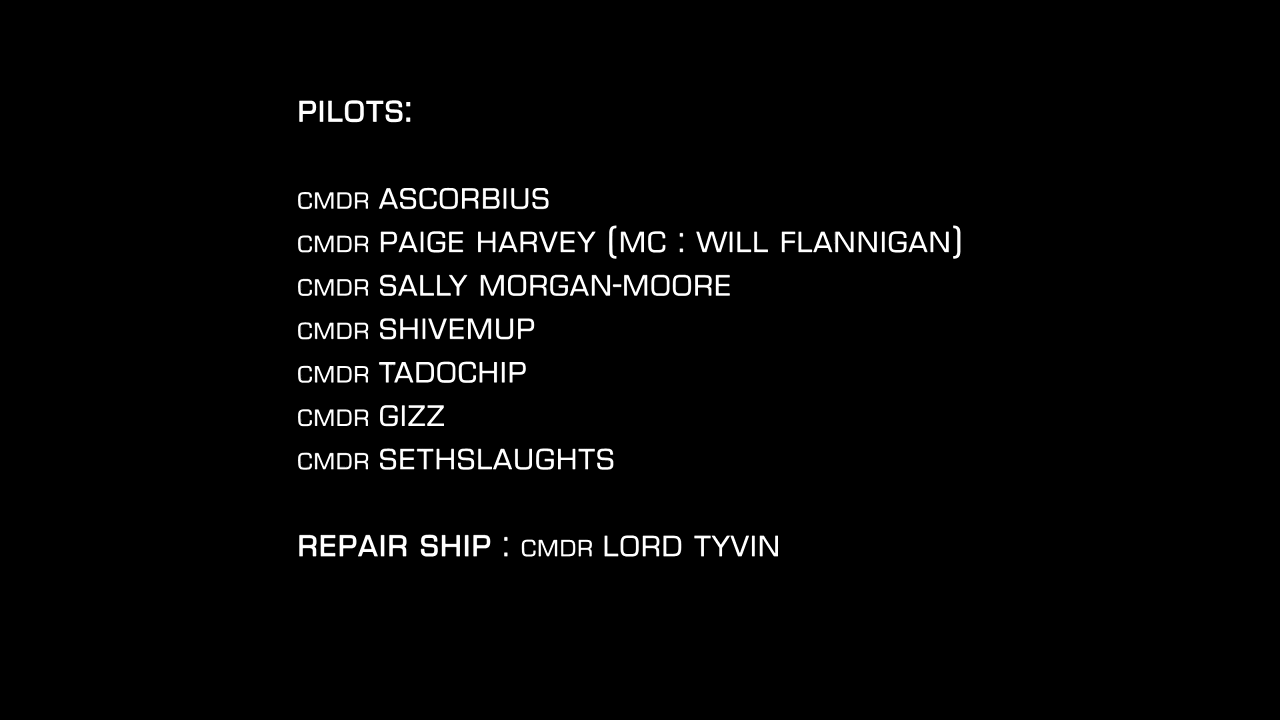 PILOTS:
CMDR ASCORBIUS
CMDR PAIGE HARVEY (MC : WILL FLANNIGAN)
CMDR SALLY MORGAN-MOORE
CMDR SHIVEMUP
CMDR TADOCHIP
CMDR GIZZ
CMDR SETHSLAUGHTS
REPAIR SHIP : CMDR LORD TYVIN